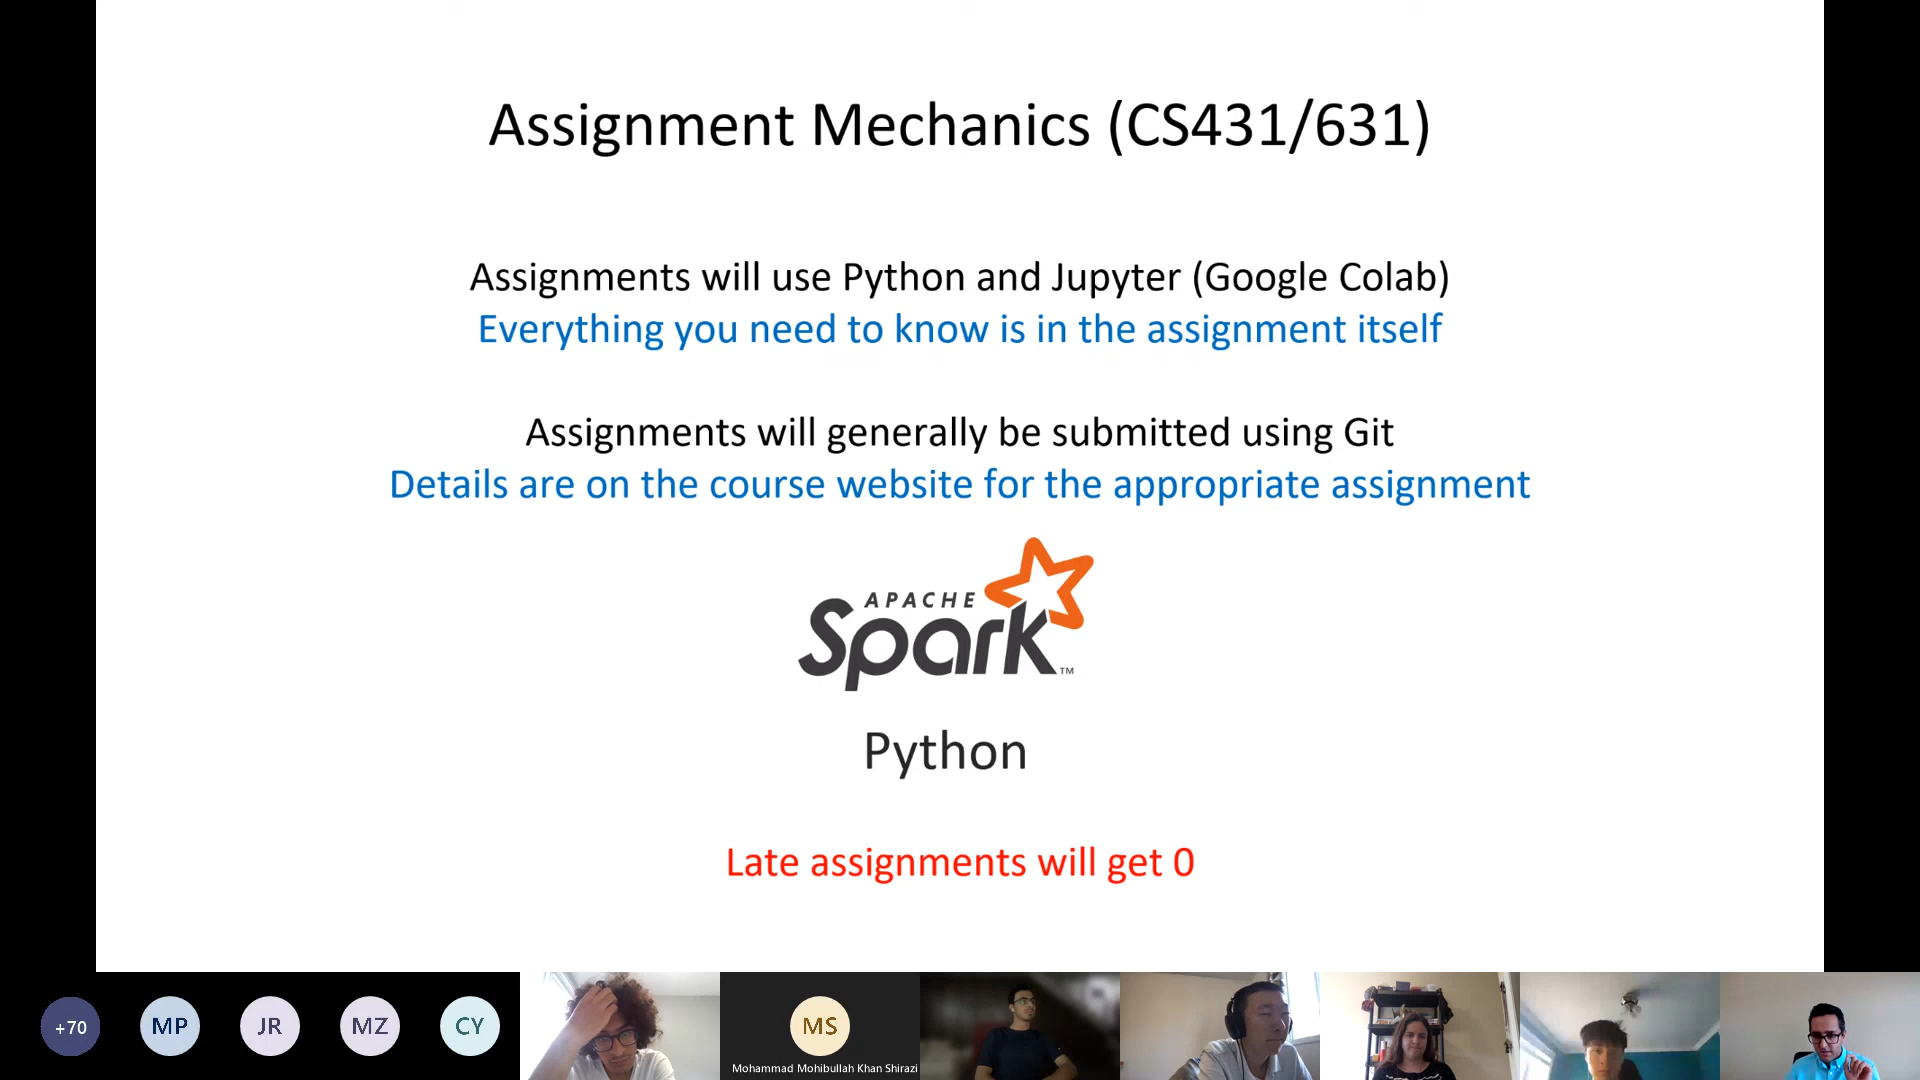 Assignment Mechanics (CS431/631)
Assignments will use Python and Jupyter (Google Colab)
Everything you need to know is in the assignment itself
Assignments will generally be submitted using Git
Details are on the course website for the appropriate assignment
APACHE
Spark™
Python
Late assignments will get 0
+70
MP
JR
MZ
CY
MS
Mohammad Mohibullah Khan Shirazi